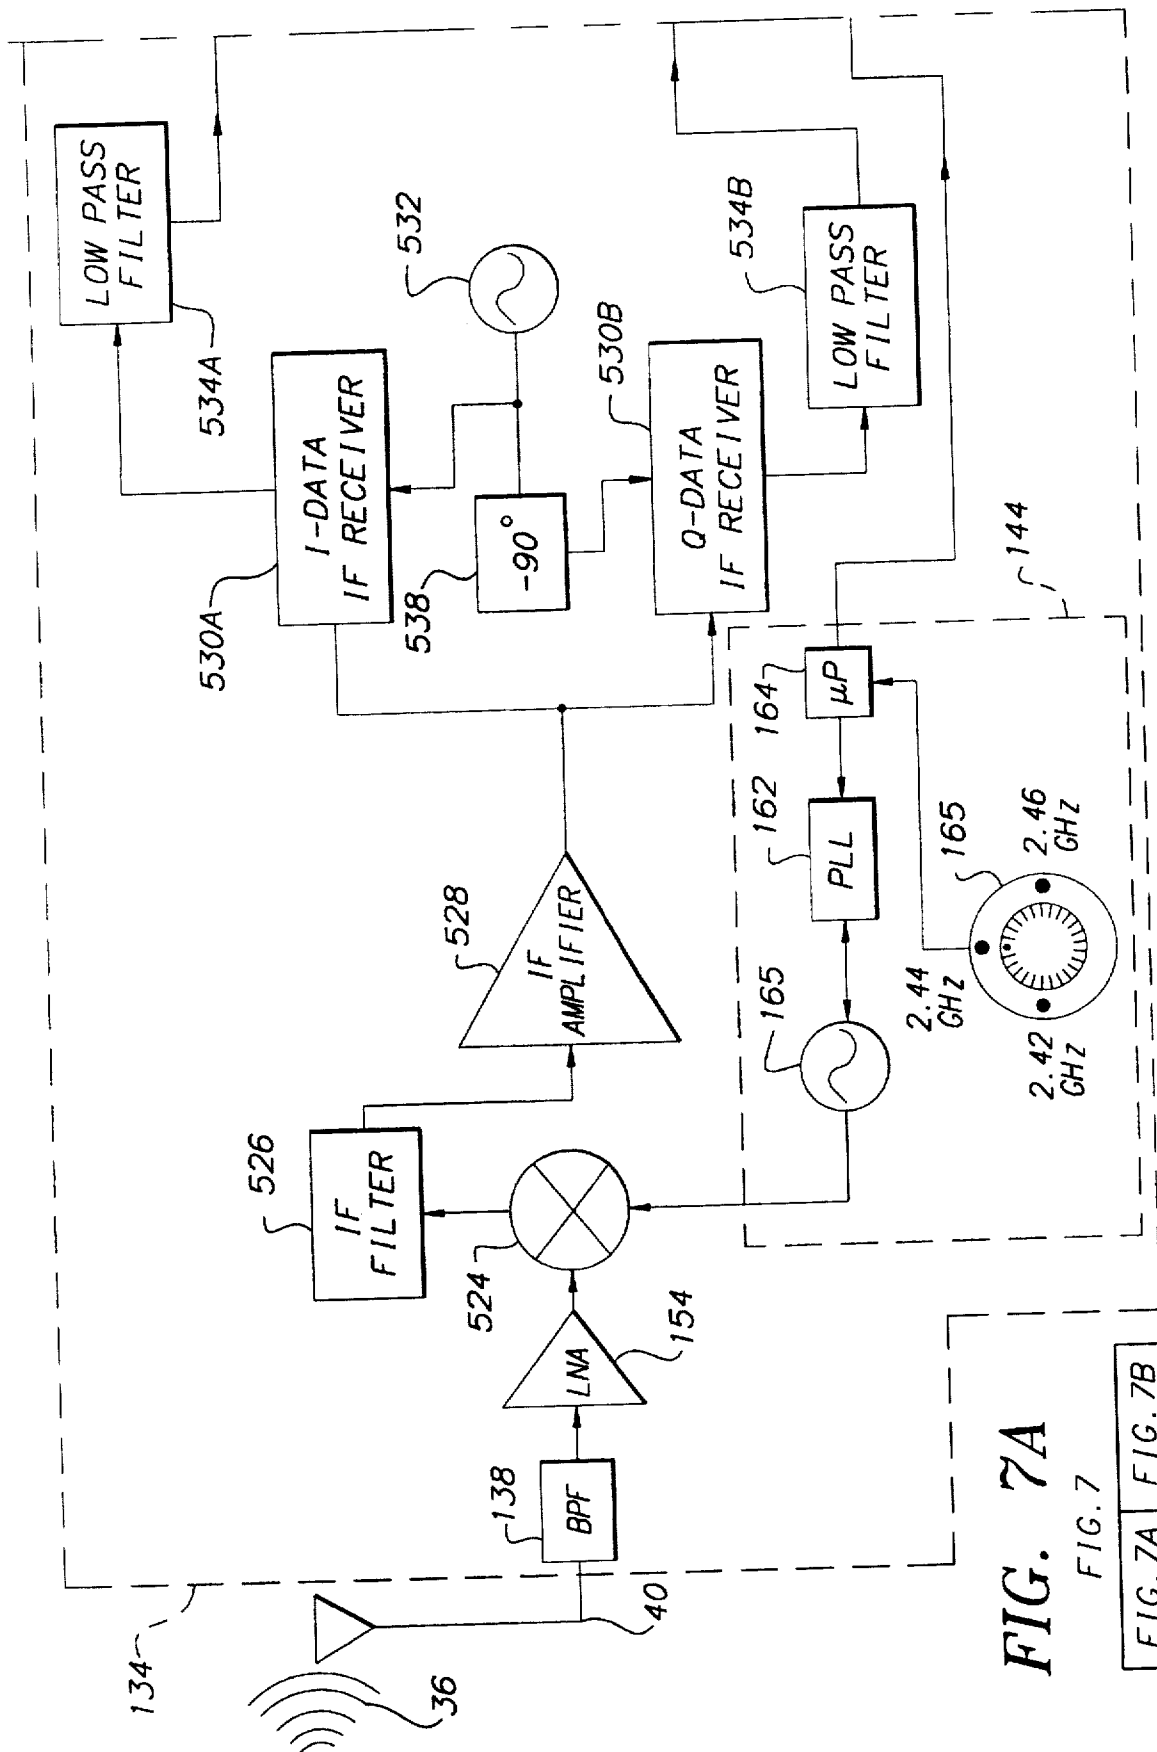 134
36
40
138
BPF
LNA
154
524
526
IF
FILTER
528
IF
AMPLIFIER
530A
I-DATA
IF RECEIVER
534A
LOW PASS
FILTER
532
538
-90°
530B
Q-DATA
IF RECEIVER
534B
LOW PASS
FILTER
144
164
μP
162
PLL
165
165
2.42
GHz
2.44
GHz
2.46
GHz
FIG. 7A
FIG. 7
FIG. 7A FIG. 7B